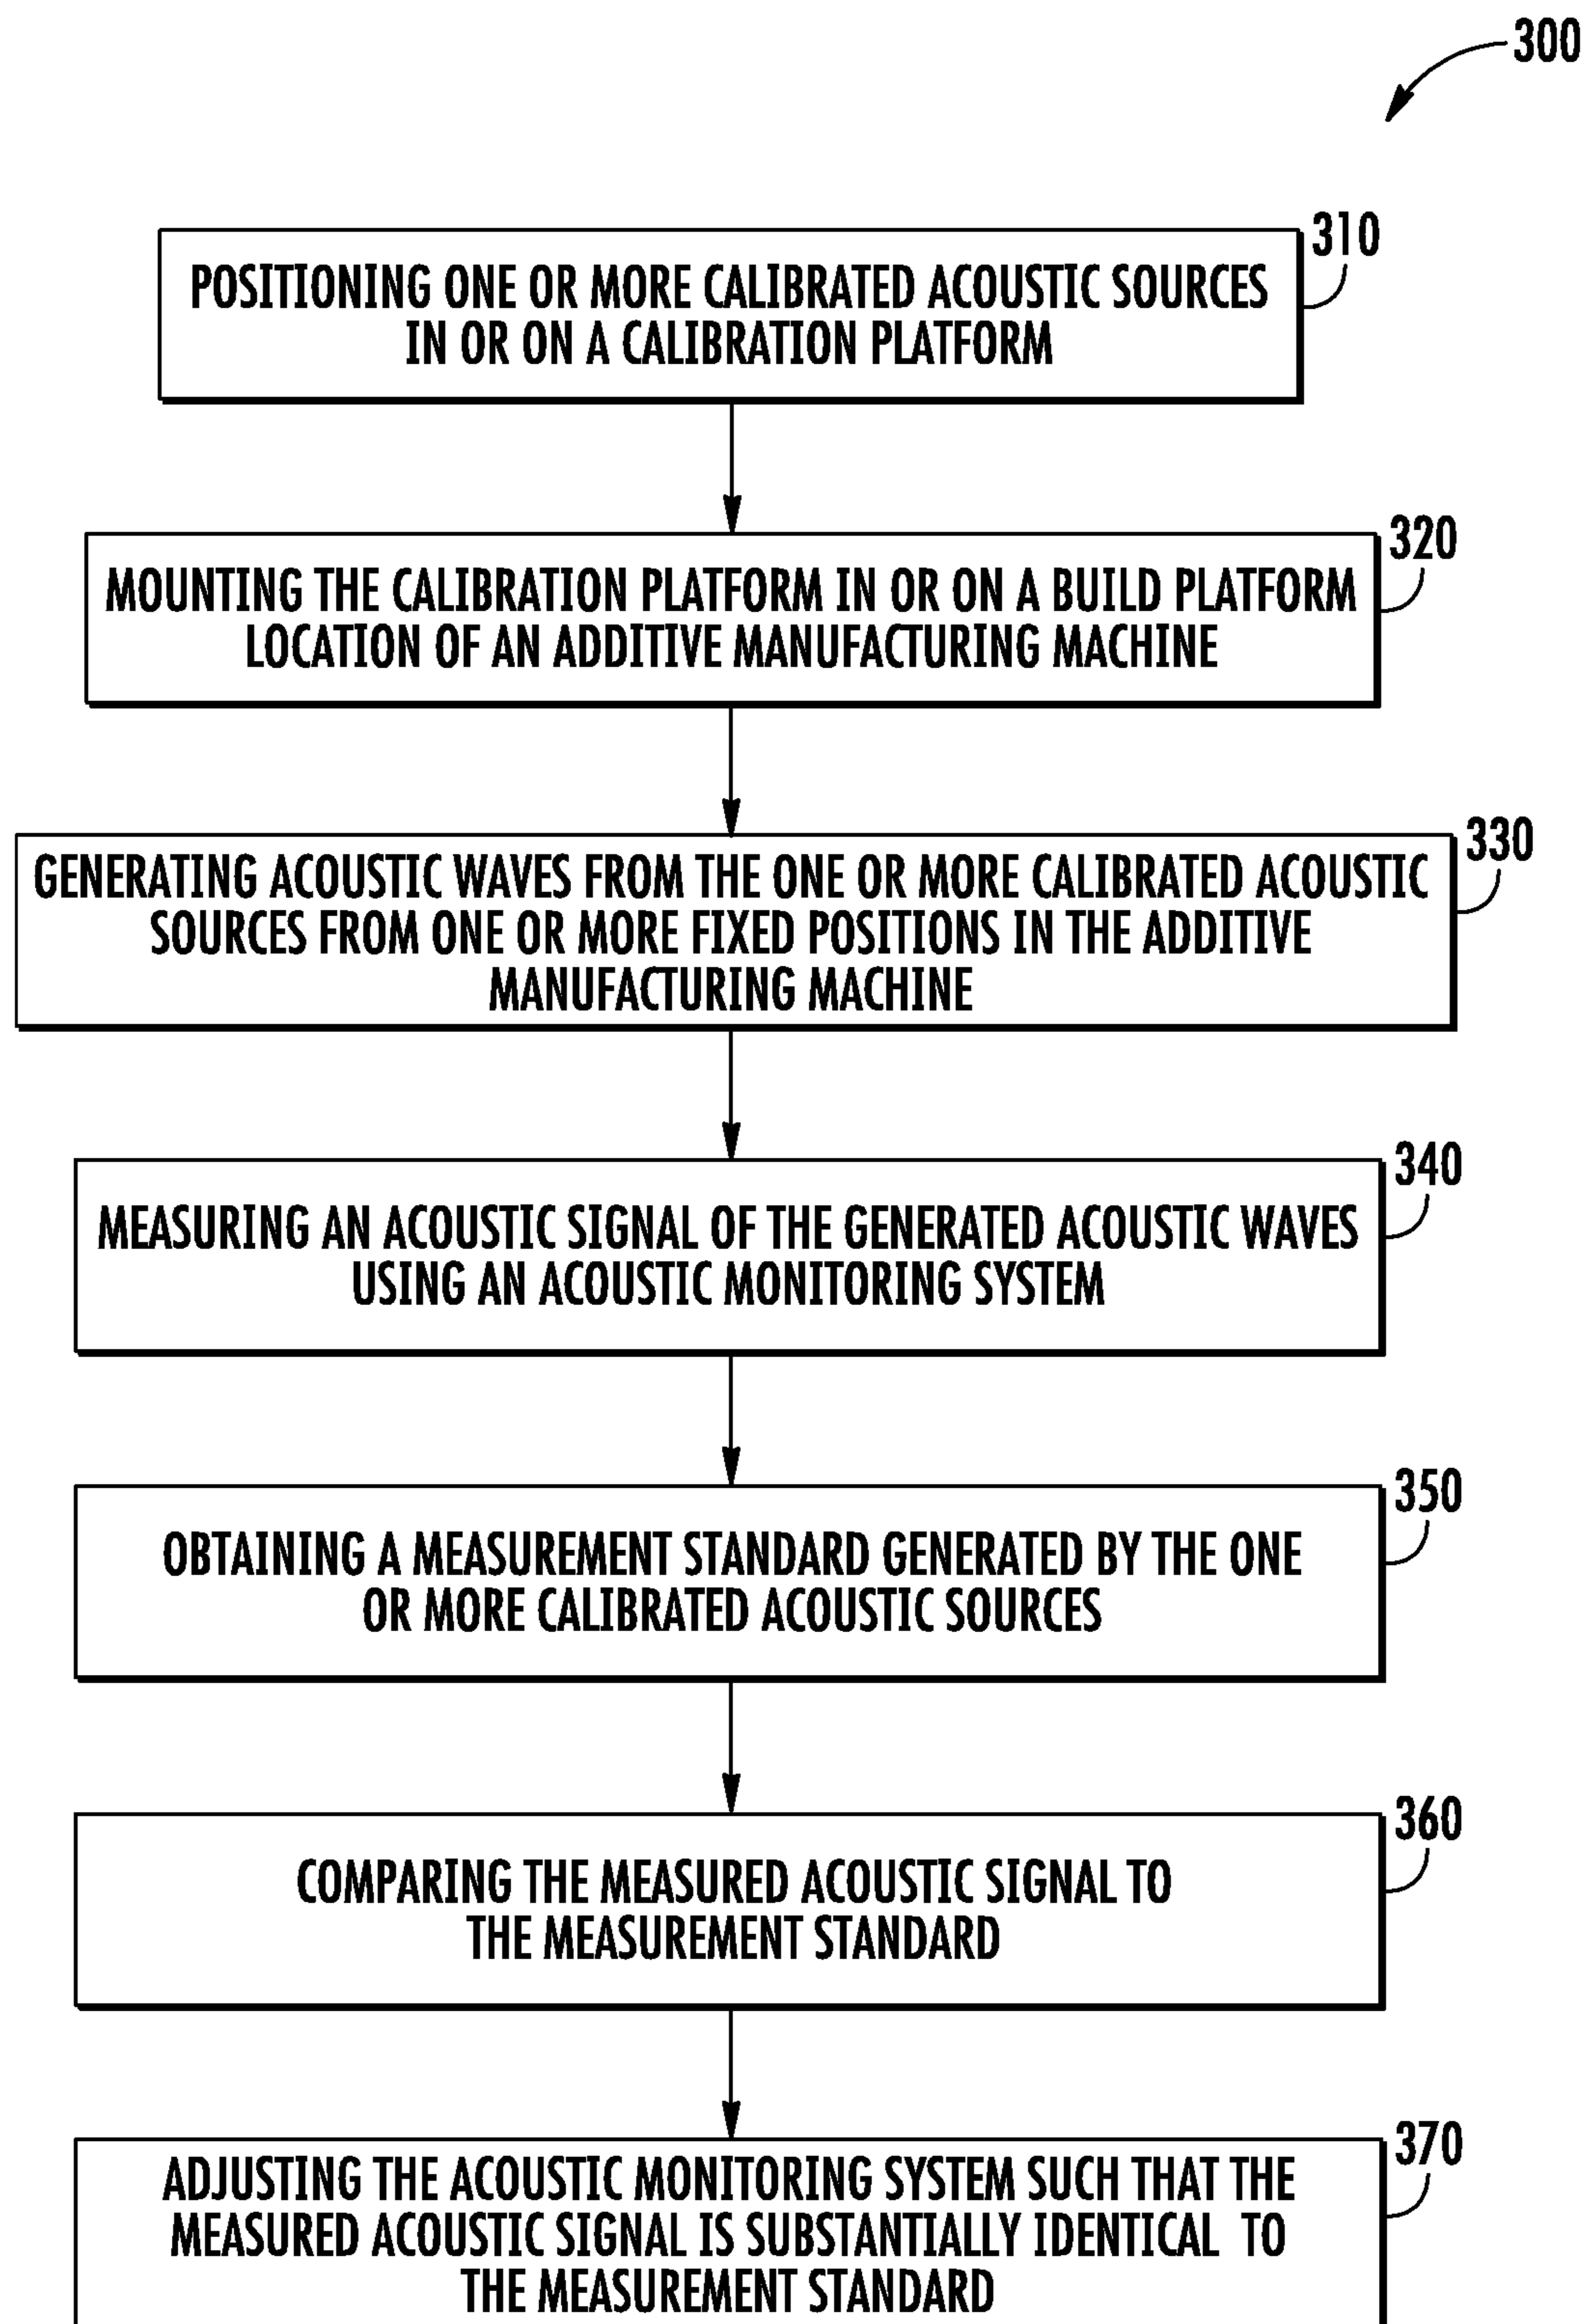 300
310
POSITIONING ONE OR MORE CALIBRATED ACOUSTIC SOURCES
IN OR ON A CALIBRATION PLATFORM
320
MOUNTING THE CALIBRATION PLATFORM IN OR ON A BUILD PLATFORM
LOCATION OF AN ADDITIVE MANUFACTURING MACHINE
330
GENERATING ACOUSTIC WAVES FROM THE ONE OR MORE CALIBRATED ACOUSTIC
SOURCES FROM ONE OR MORE FIXED POSITIONS IN THE ADDITIVE
MANUFACTURING MACHINE
340
MEASURING AN ACOUSTIC SIGNAL OF THE GENERATED ACOUSTIC WAVES
USING AN ACOUSTIC MONITORING SYSTEM
350
OBTAINING A MEASUREMENT STANDARD GENERATED BY THE ONE
OR MORE CALIBRATED ACOUSTIC SOURCES
360
COMPARING THE MEASURED ACOUSTIC SIGNAL TO
THE MEASUREMENT STANDARD
370
ADJUSTING THE ACOUSTIC MONITORING SYSTEM SUCH THAT THE
MEASURED ACOUSTIC SIGNAL IS SUBSTANTIALLY IDENTICAL TO
THE MEASUREMENT STANDARD